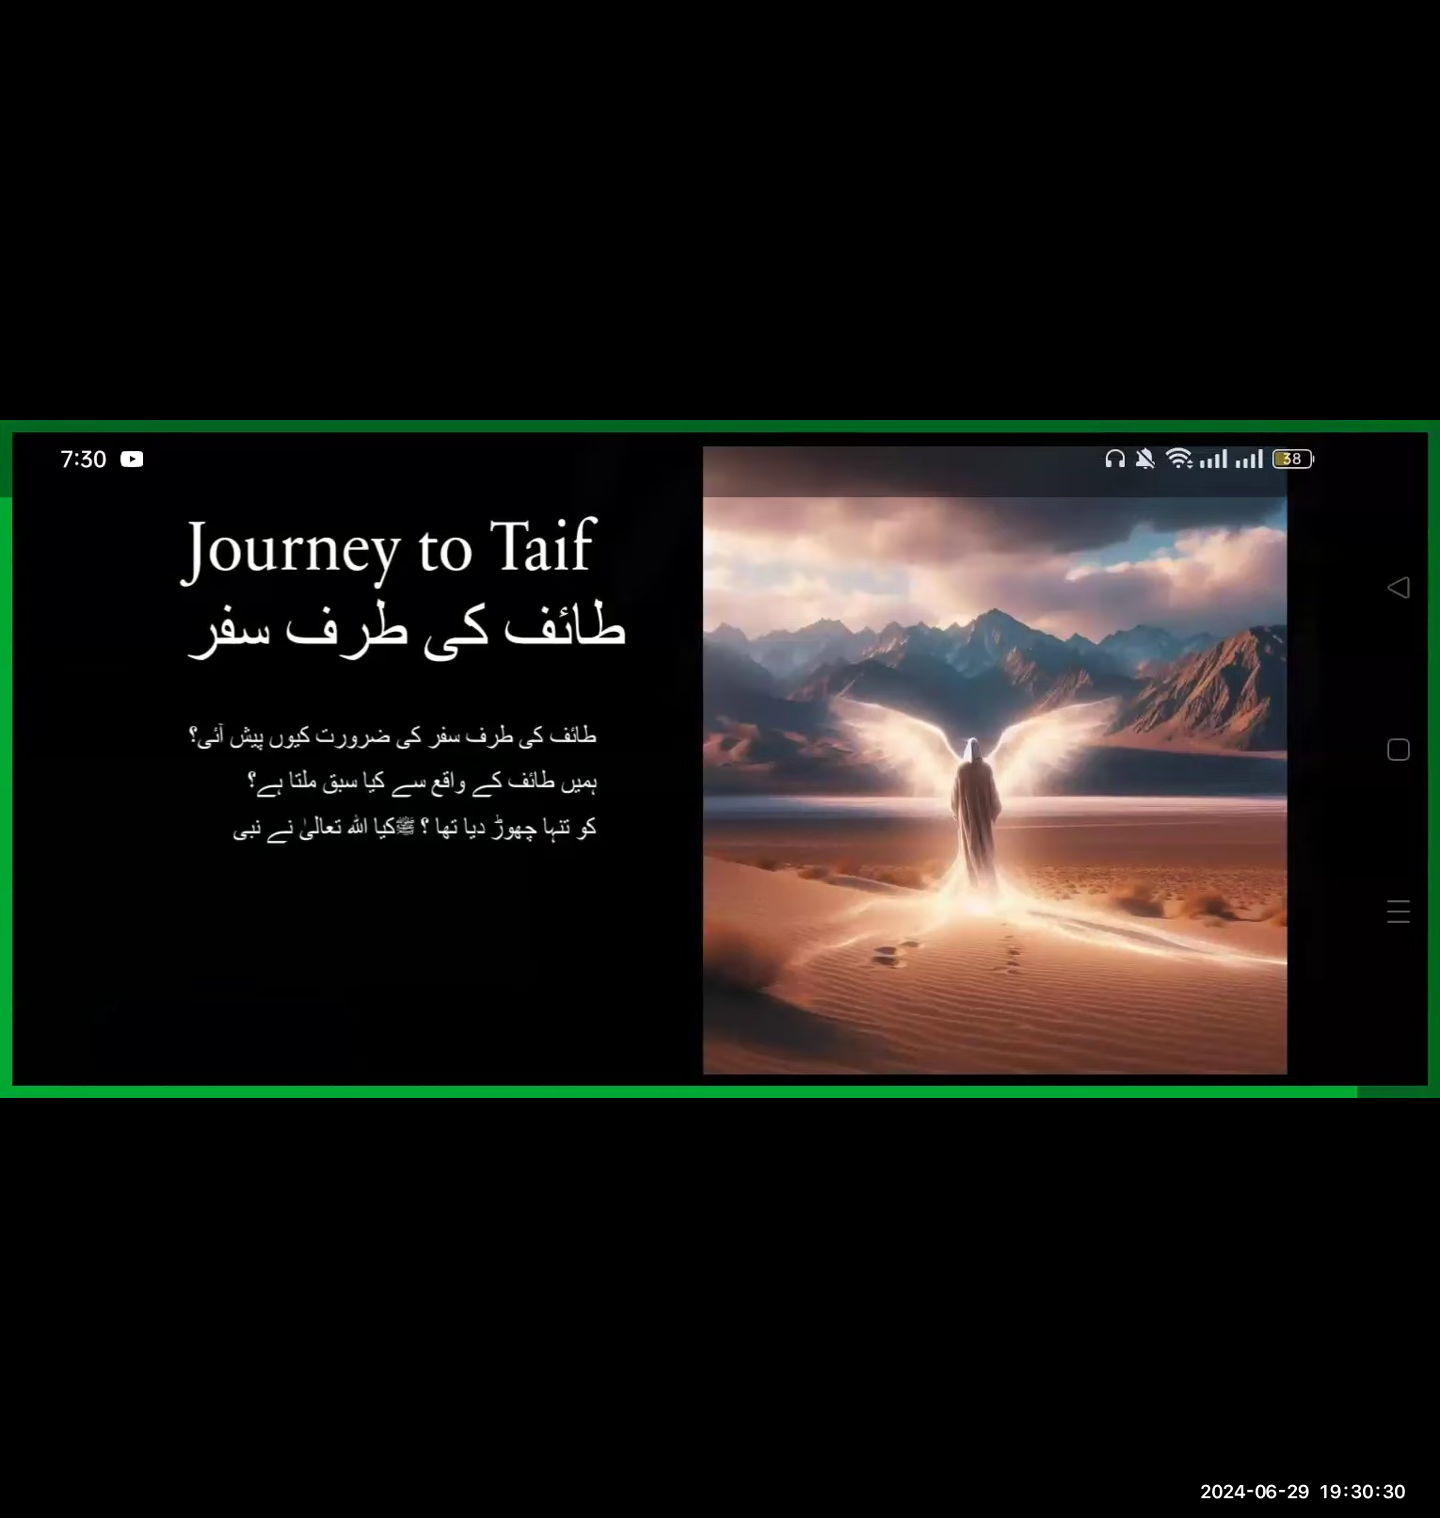 7:30
38
Journey to Taif
طائف کی طرف سفر
طائف کی طرف سفر کی ضرورت کیوں پیش آئی؟
ہمیں طائف کے واقع سے کیا سبق ملتا ہے؟
کو تنہا چھوڑ دیا تھا ؟ ﷺکیا اللہ تعالیٰ نے نبی
2024-06-29 19:30:30